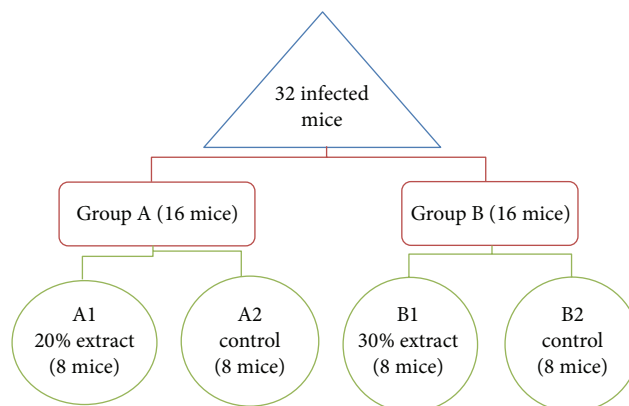 32 infected
mice
Group A (16 mice)
Group B (16 mice)
A1
20% extract
(8 mice)
A2
control
(8 mice)
B1
30% extract
(8 mice)
B2
control
(8 mice)